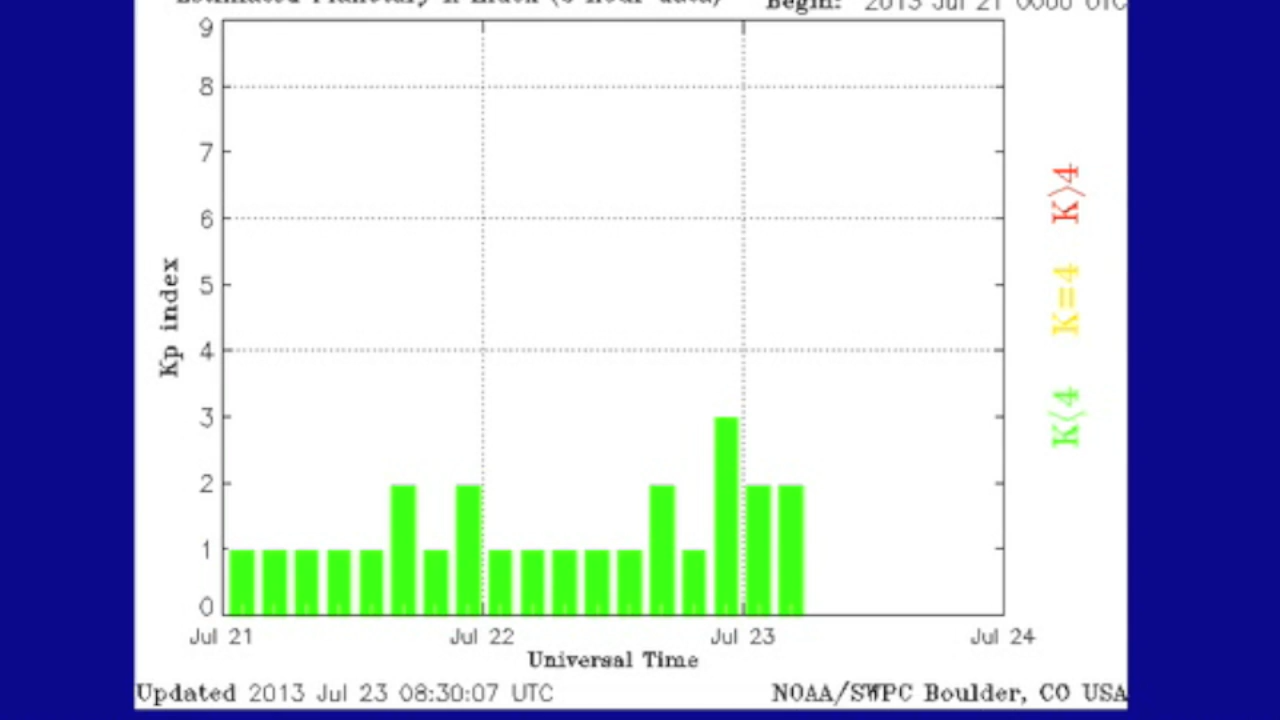 Begin: 2013 Jul 21 0000 UTC
9
8
7
6
5
4
3
2
1
0
Kp index
K>4
K=4
K<4
Jul 21 Jul 22 Jul 23 Jul 24
Universal Time
Updated 2013 Jul 23 08:30:07 UTC NOAA/SWPC Boulder, CO USA